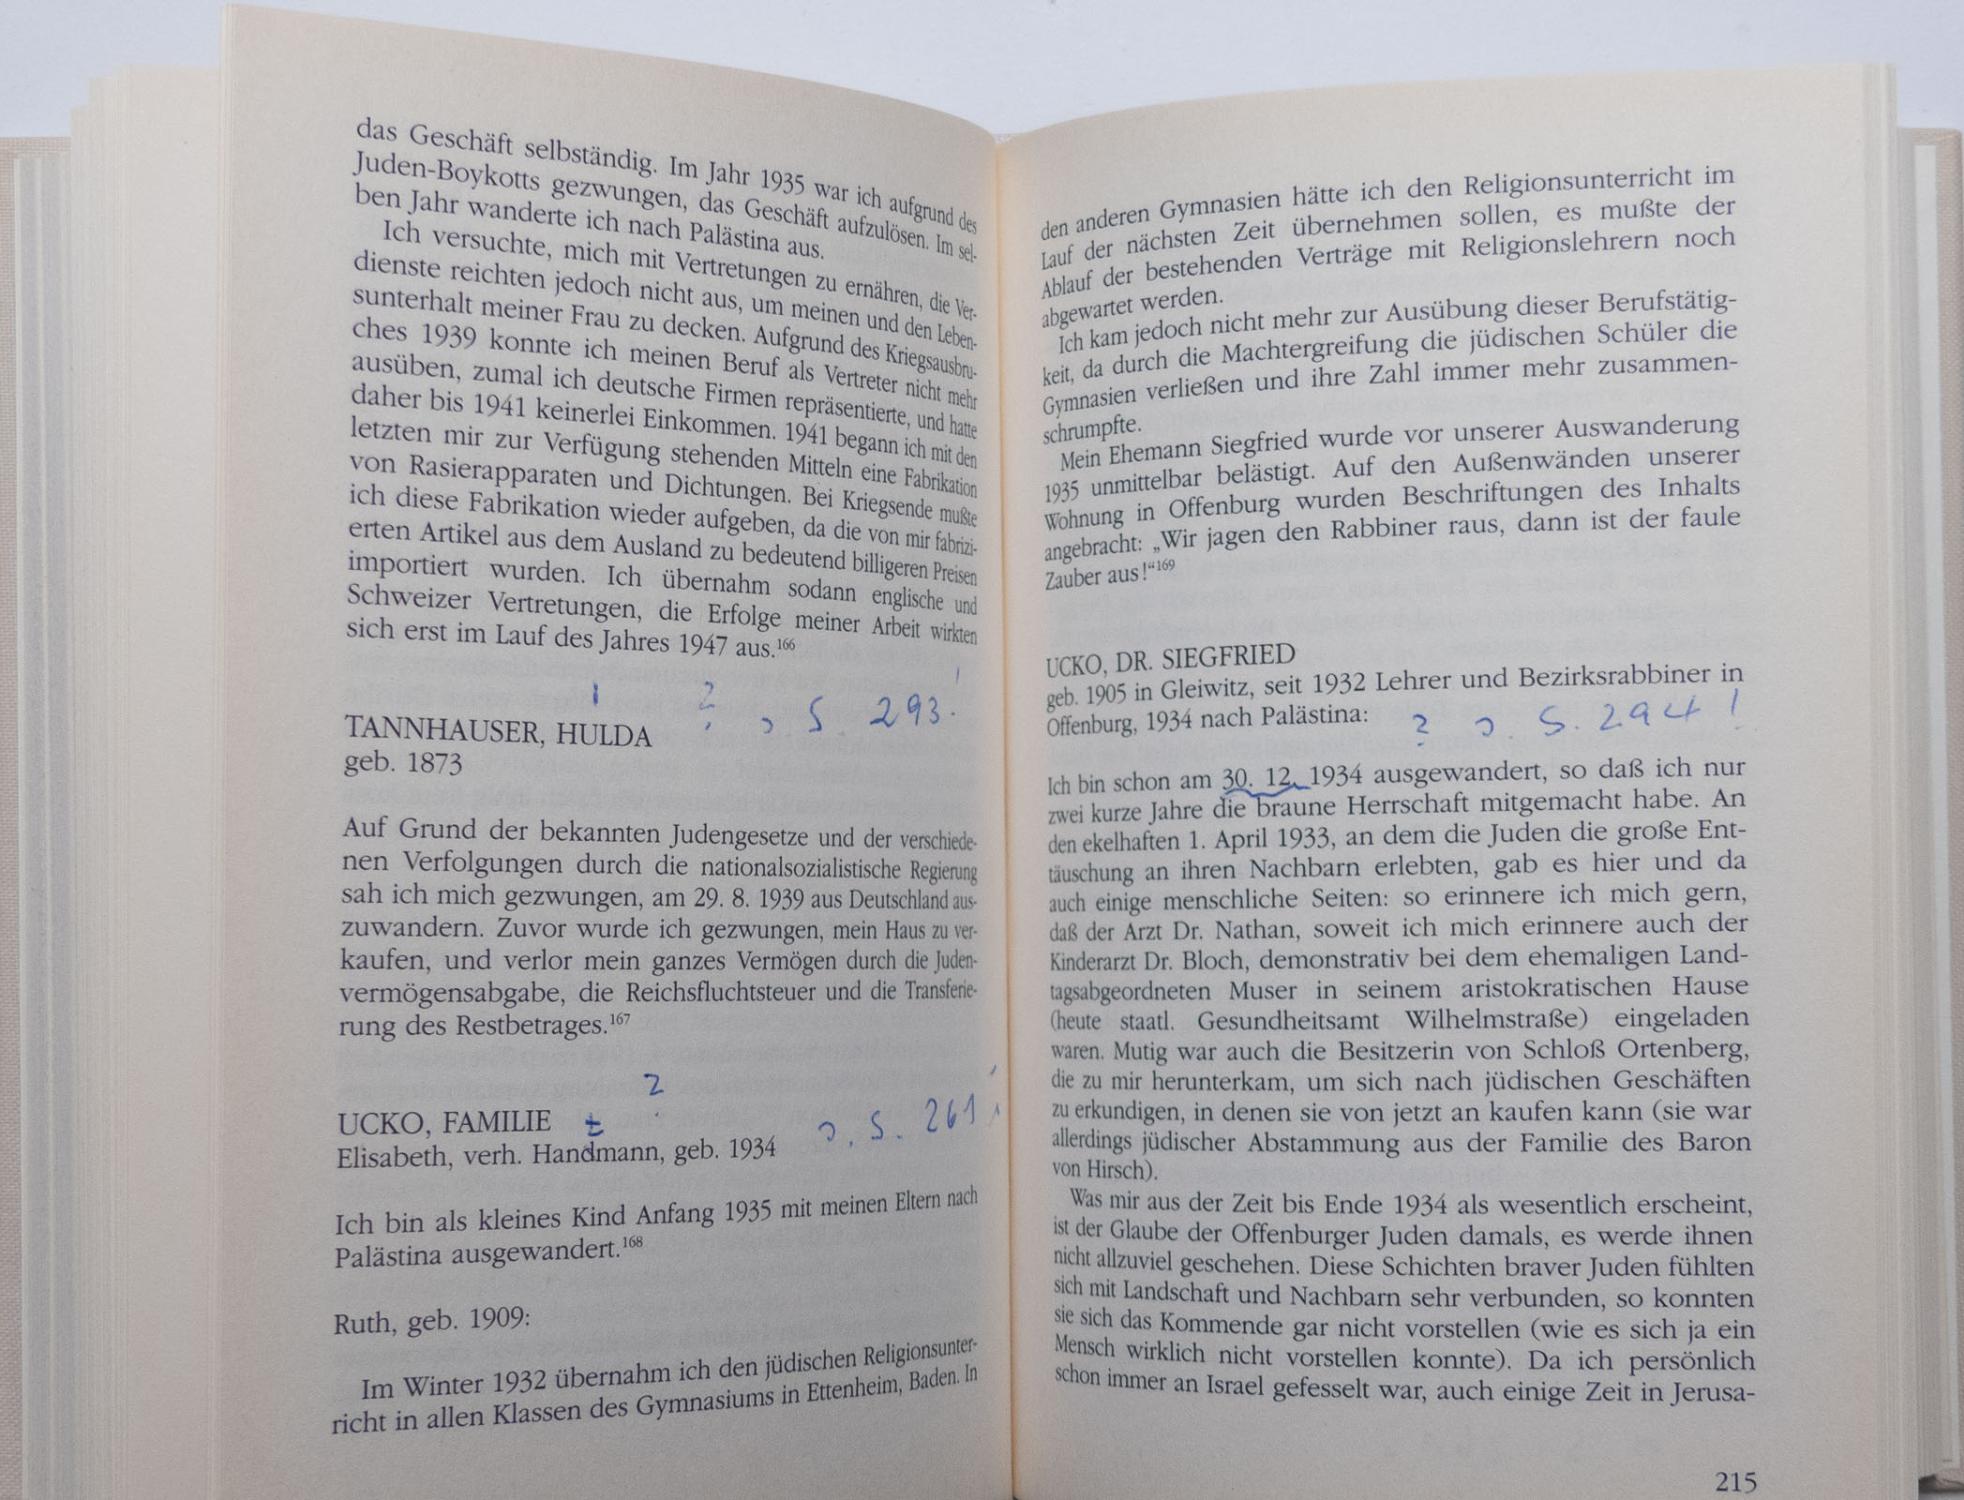 das Geschäft selbständig. Im Jahr 1935 war ich aufgrund des
Juden-Boykotts gezwungen, das Geschäft aufzulösen. Im sel-
ben Jahr wanderte ich nach Palästina aus.
Ich versuchte, mich mit Vertretungen zu ernähren, die Ver-
dienste reichten jedoch nicht aus, um meinen und den Leben-
sunterhalt meiner Frau zu decken. Aufgrund des Kriegsausbru-
ches 1939 konnte ich meinen Beruf als Vertreter nicht mehr
ausüben, zumal ich deutsche Firmen repräsentierte, und hatte
daher bis 1941 keinerlei Einkommen. 1941 begann ich mit den
letzten mir zur Verfügung stehenden Mitteln eine Fabrikation
von Rasierapparaten und Dichtungen. Bei Kriegsende mußte
ich diese Fabrikation wieder aufgeben, da die von mir fabrizi-
erten Artikel aus dem Ausland zu bedeutend billigeren Preisen
importiert wurden. Ich übernahm sodann englische und
Schweizer Vertretungen, die Erfolge meiner Arbeit wirkten
sich erst im Lauf des Jahres 1947 aus.166
? S. 293!
TANNHAUSER, HULDA
geb. 1873
Auf Grund der bekannten Judengesetze und der verschiede-
nen Verfolgungen durch die nationalsozialistische Regierung
sah ich mich gezwungen, am 29. 8. 1939 aus Deutschland aus-
zuwandern. Zuvor wurde ich gezwungen, mein Haus zu ver-
kaufen, und verlor mein ganzes Vermögen durch die Juden-
vermögensabgabe, die Reichsfluchtsteuer und die Transferie-
rung des Restbetrages.167
?
UCKO, FAMILIE
t S. 261!
Elisabeth, verh. Handmann, geb. 1934
Ich bin als kleines Kind Anfang 1935 mit meinen Eltern nach
Palästina ausgewandert.168
Ruth, geb. 1909:
Im Winter 1932 übernahm ich den jüdischen Religionsunter-
richt in allen Klassen des Gymnasiums in Ettenheim, Baden. In
den anderen Gymnasien hätte ich den Religionsunterricht im
Lauf der nächsten Zeit übernehmen sollen, es mußte der
Ablauf der bestehenden Verträge mit Religionslehrern noch
abgewartet werden.
Ich kam jedoch nicht mehr zur Ausübung dieser Berufstätig-
keit, da durch die Machtergreifung die jüdischen Schüler die
Gymnasien verließen und ihre Zahl immer mehr zusammen-
schrumpfte.
Mein Ehemann Siegfried wurde vor unserer Auswanderung
1935 unmittelbar belästigt. Auf den Außenwänden unserer
Wohnung in Offenburg wurden Beschriftungen des Inhalts
angebracht: „Wir jagen den Rabbiner raus, dann ist der faule
Zauber aus!“169
UCKO, DR. SIEGFRIED
geb. 1905 in Gleiwitz, seit 1932 Lehrer und Bezirksrabbiner in
Offenburg, 1934 nach Palästina:
? S. 294!
Ich bin schon am 30. 12. 1934 ausgewandert, so daß ich nur
zwei kurze Jahre die braune Herrschaft mitgemacht habe. An
den ekelhaften 1. April 1933, an dem die Juden die große Ent-
täuschung an ihren Nachbarn erlebten, gab es hier und da
auch einige menschliche Seiten: so erinnere ich mich gern,
daß der Arzt Dr. Nathan, soweit ich mich erinnere auch der
Kinderarzt Dr. Bloch, demonstrativ bei dem ehemaligen Land-
tagsabgeordneten Muser in seinem aristokratischen Hause
(heute staatl. Gesundheitsamt Wilhelmstraße) eingeladen
waren. Mutig war auch die Besitzerin von Schloß Ortenberg,
die zu mir herunterkam, um sich nach jüdischen Geschäften
zu erkundigen, in denen sie von jetzt an kaufen kann (sie war
allerdings jüdischer Abstammung aus der Familie des Baron
von Hirsch).
Was mir aus der Zeit bis Ende 1934 als wesentlich erscheint,
ist der Glaube der Offenburger Juden damals, es werde ihnen
nicht allzuviel geschehen. Diese Schichten braver Juden fühlten
sich mit Landschaft und Nachbarn sehr verbunden, so konnten
sie sich das Kommende gar nicht vorstellen (wie es sich ja ein
Mensch wirklich nicht vorstellen konnte). Da ich persönlich
schon immer an Israel gefesselt war, auch einige Zeit in Jerusa-
215